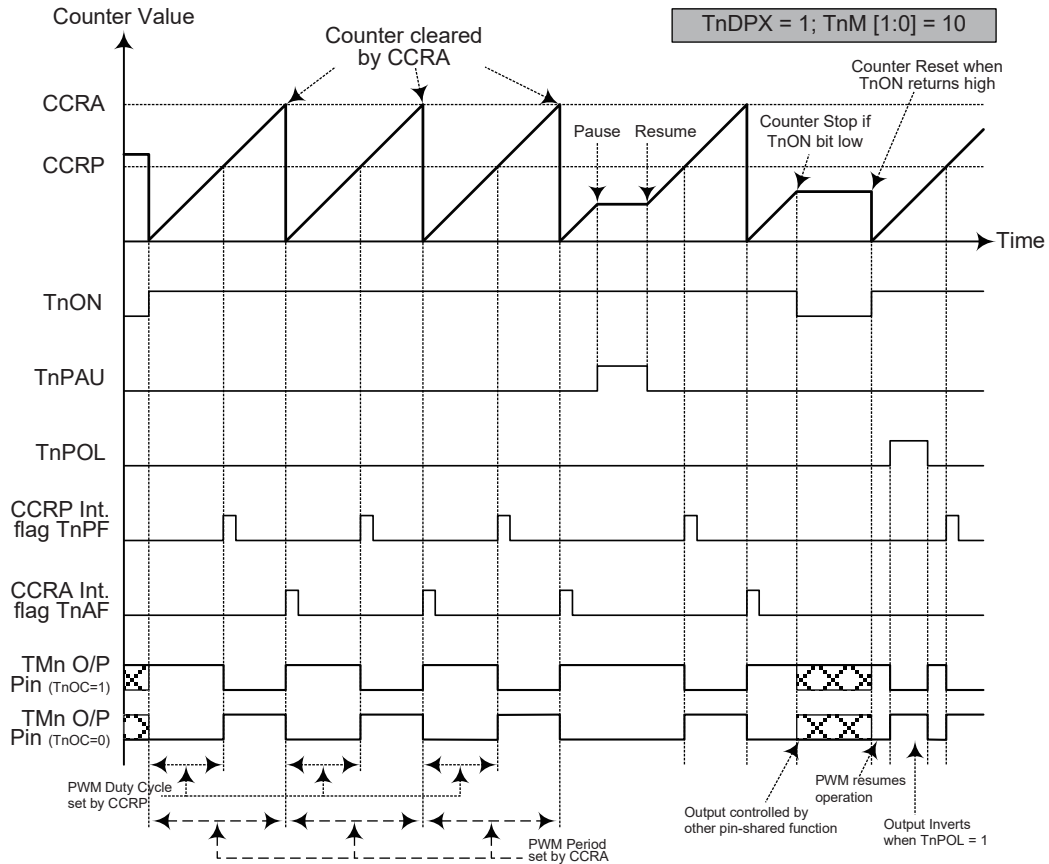 Counter Value
TnDPX = 1; TnM [1:0] = 10
Counter cleared
by CCRA
Counter Reset when
TnON returns high
CCRA
Pause
Resume
Counter Stop if
TnON bit low
CCRP
Time
TnON
TnPAU
TnPOL
CCRP Int.
flag TnPF
CCRA Int.
flag TnAF
TMn O/P
Pin (TnOC=1)
TMn O/P
Pin (TnOC=0)
PWM Duty Cycle
set by CCRP
PWM resumes
operation
Output controlled by
other pin-shared function
Output Inverts
when TnPOL = 1
PWM Period
set by CCRA